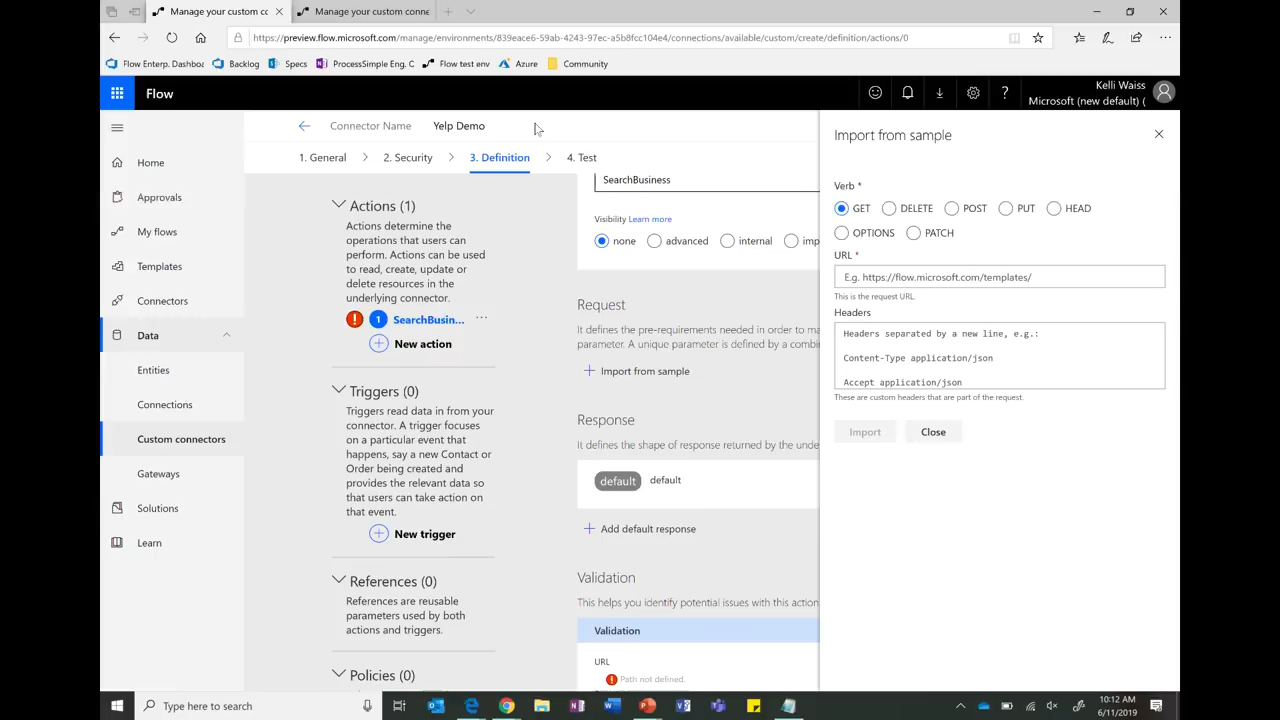 Manage your custom cc
Manage your custom conne
https://preview.flow.microsoft.com/manage/environments/839eace6-59ab-4243-97ec-a5b8fcc104e4/connections/available/custom/create/definition/actions/0
Flow Enterp. Dashboa
Backlog
Specs
ProcessSimple Eng. C
Flow test env
Azure
Community
Flow
?
Kelli Waiss
Microsoft (new default) (
Home
Approvals
My flows
Templates
Connectors
Data
Entities
Connections
Custom connectors
Gateways
Solutions
Learn
Connector Name
Yelp Demo
1. General
2. Security
3. Definition
4. Test
Actions (1)
Actions determine the
operations that users can
perform. Actions can be used
to read, create, update or
delete resources in the
underlying connector.
! 1 SearchBusin... ...
New action
Triggers (0)
Triggers read data in from your
connector. A trigger focuses
on a particular event that
happens, say a new Contact or
Order being created and
provides the relevant data so
that users can take action on
that event.
New trigger
References (0)
References are reusable
parameters used by both
actions and triggers.
Policies (0)
SearchBusiness
Visibility Learn more
none advanced internal imp
Request
It defines the pre-requirements needed in order to ma
parameter. A unique parameter is defined by a combin
Import from sample
Response
It defines the shape of response returned by the unde
default default
Add default response
Validation
This helps you identify potential issues with this action
Validation
URL
! Path not defined.
Import from sample
Verb *
GET DELETE POST PUT HEAD
OPTIONS PATCH
URL *
E.g. https://flow.microsoft.com/templates/
This is the request URL.
Headers
Headers separated by a new line, e.g.:
Content-Type application/json
Accept application/json
These are custom headers that are part of the request.
Import
Close
Type here to search
10:12 AM
6/11/2019